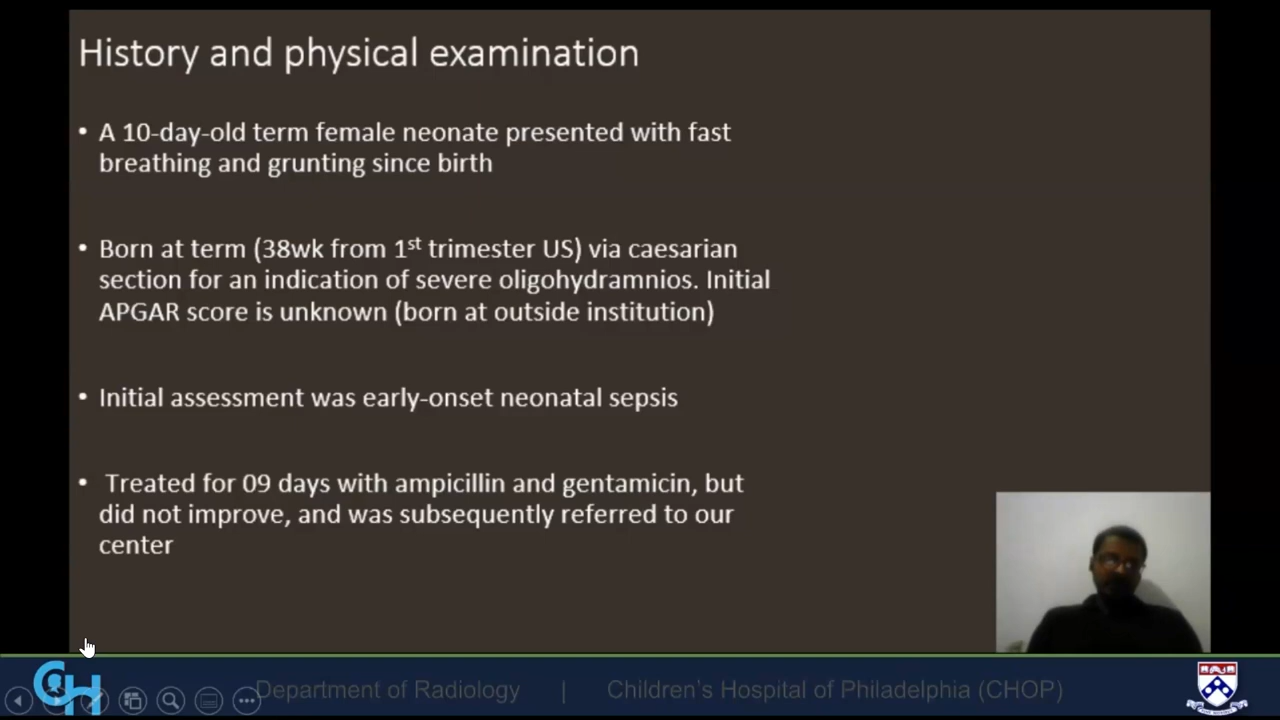 History and physical examination
• A 10-day-old term female neonate presented with fast
breathing and grunting since birth
• Born at term (38wk from 1st trimester US) via caesarian
section for an indication of severe oligohydramnios. Initial
APGAR score is unknown (born at outside institution)
• Initial assessment was early-onset neonatal sepsis
• Treated for 09 days with ampicillin and gentamicin, but
did not improve, and was subsequently referred to our
center
CH
Department of Radiology | Children's Hospital of Philadelphia (CHOP)